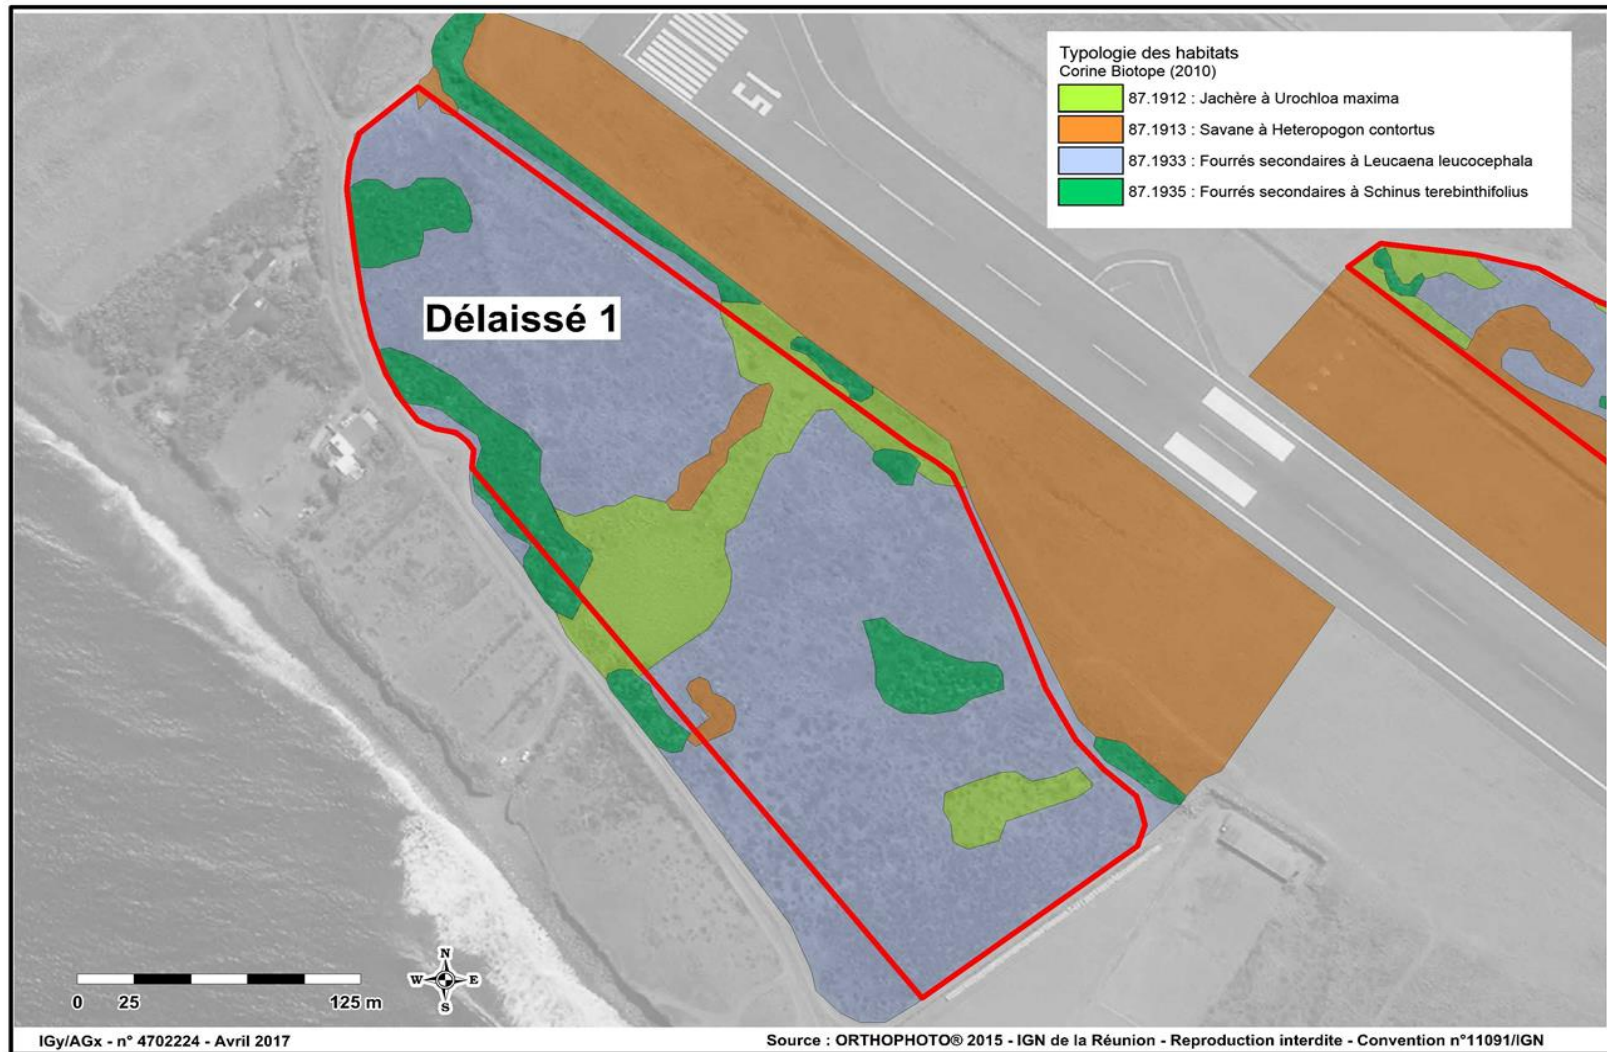 15
Typologie des habitats
Corine Biotope (2010)
87.1912 : Jachère à Urochloa maxima
87.1913 : Savane à Heteropogon contortus
87.1933 : Fourrés secondaires à Leucaena leucocephala
87.1935 : Fourrés secondaires à Schinus terebinthifolius
Délaissé 1
N
W E
S
0 25 125 m
IGy/AGx - n° 4702224 - Avril 2017
Source : ORTHOPHOTO® 2015 - IGN de la Réunion - Reproduction interdite - Convention n°11091/IGN